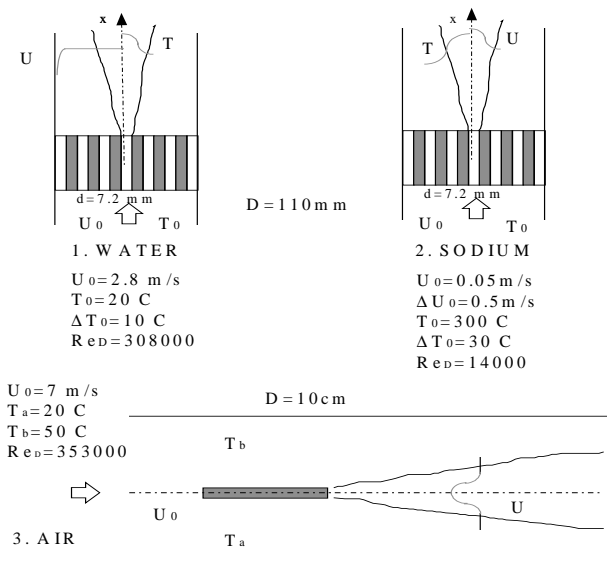 x
U
T
d=7.2 mm
U0 T0
1. WATER
U0=2.8 m/s
T0=20 C
ΔT0=10 C
ReD=308000
D=110mm
x
T
U
d=7.2 mm
U0 T0
2. SODIUM
U0=0.05m/s
ΔU0=0.5m/s
T0=300 C
ΔT0=30 C
ReD=14000
U0=7 m/s
Ta=20 C
Tb=50 C
ReD=353000
D=10cm
Tb
U0
U
3. AIR
Ta